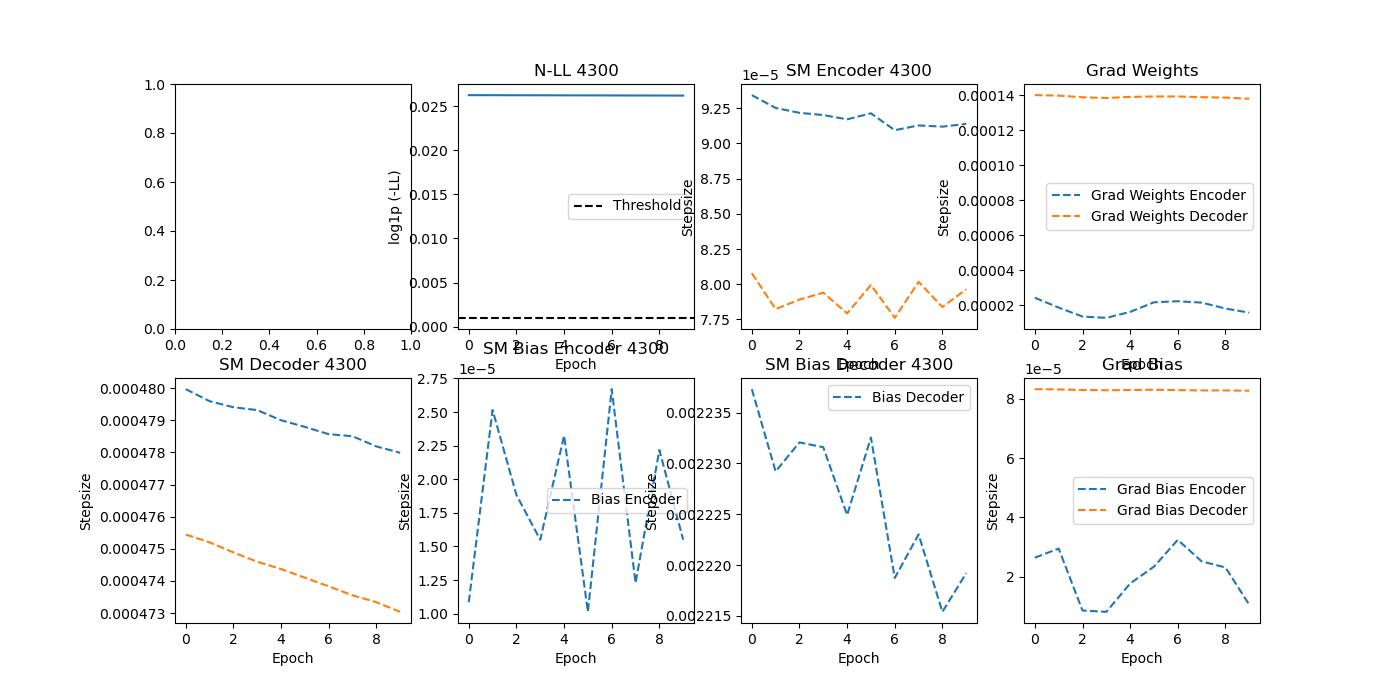 N-LL 4300
1e−5
SM Encoder 4300
Grad Weights
1.0
0.8
0.6
0.4
0.2
0.0
0.0 0.2 0.4 0.6 0.8 1.0
log1p (-LL)
0.025
0.020
0.015
0.010
0.005
0.000
Threshold
0 2 4 6 8
Epoch
Stepsize
9.25
9.00
8.75
8.50
8.25
8.00
7.75
0 2 4 6 8
Epoch
Stepsize
0.00014
0.00012
0.00010
0.00008
0.00006
0.00004
0.00002
Grad Weights Encoder
Grad Weights Decoder
0 2 4 6 8
Epoch
SM Decoder 4300
SM Bias Encoder 4300
1e−5
SM Bias Decoder 4300
1e−5
Grad Bias
Stepsize
0.000480
0.000479
0.000478
0.000477
0.000476
0.000475
0.000474
0.000473
0 2 4 6 8
Epoch
Stepsize
2.75
2.50
2.25
2.00
1.75
1.50
1.25
1.00
Bias Encoder
0 2 4 6 8
Epoch
Stepsize
0.002235
0.002230
0.002225
0.002220
0.002215
Bias Decoder
0 2 4 6 8
Epoch
Stepsize
8
6
4
2
Grad Bias Encoder
Grad Bias Decoder
0 2 4 6 8
Epoch